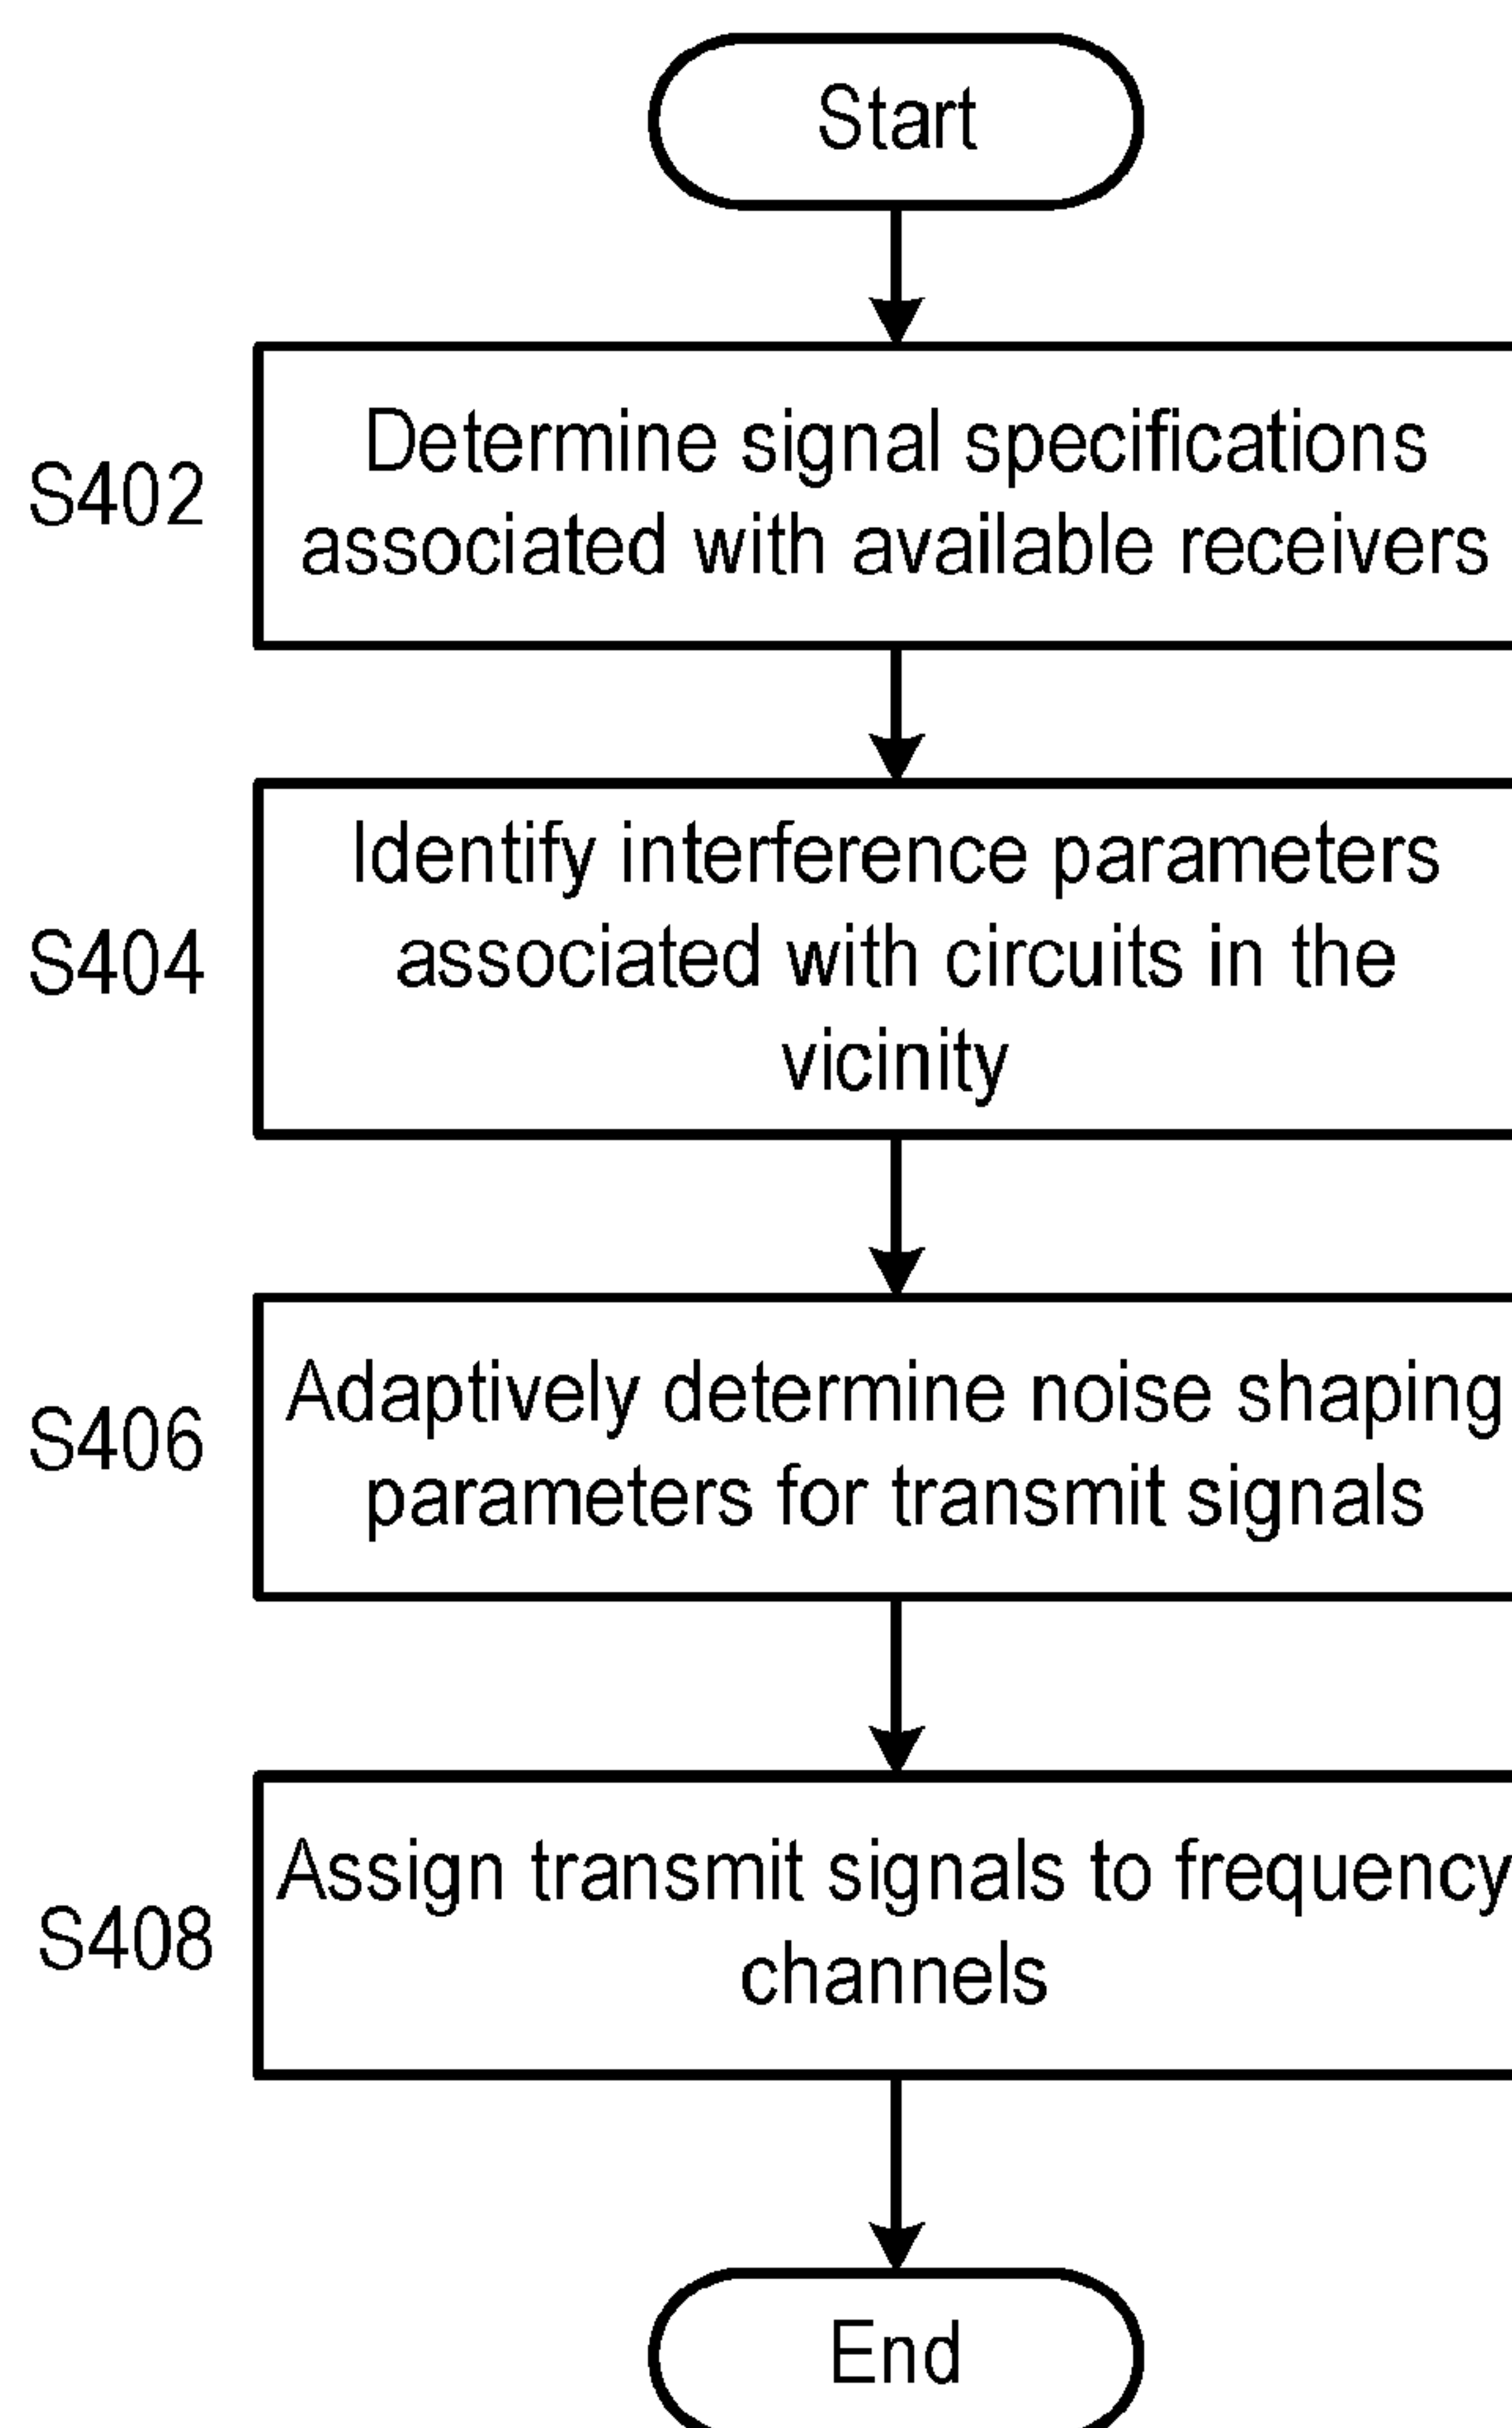 Start
S402
Determine signal specifications
associated with available receivers
S404
Identify interference parameters
associated with circuits in the
vicinity
S406
Adaptively determine noise shaping
parameters for transmit signals
S408
Assign transmit signals to frequency
channels
End